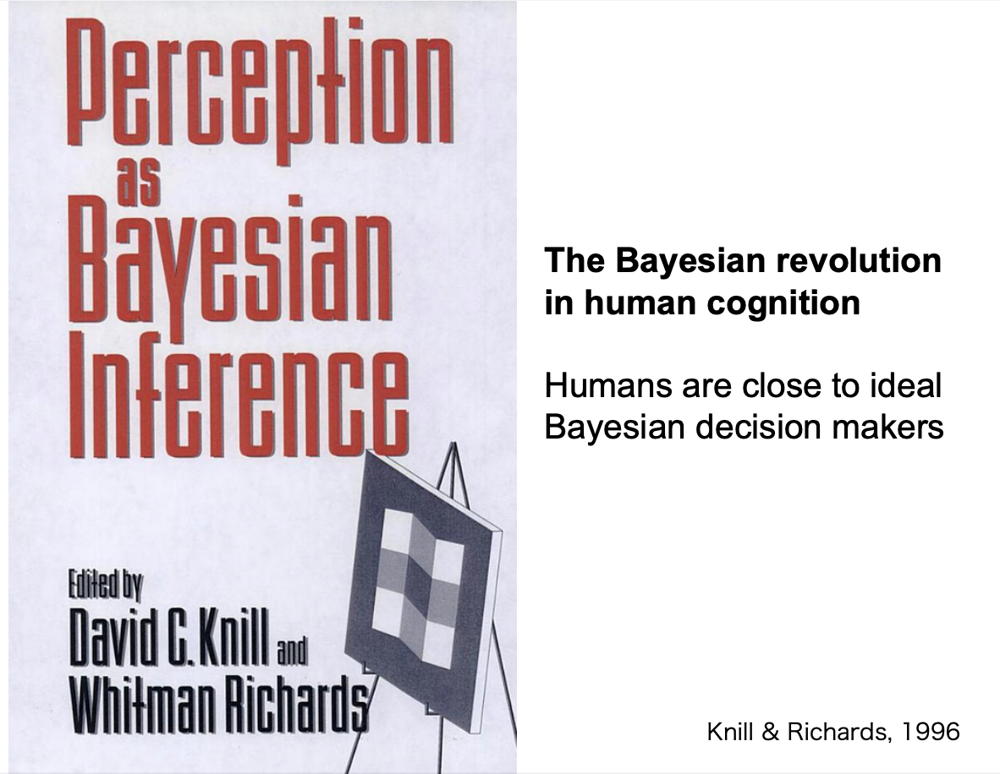 Perception
as
Bayesian
Inference
Edited by
David C. Knill and
Whitman Richards
The Bayesian revolution
in human cognition
Humans are close to ideal
Bayesian decision makers
Knill & Richards, 1996